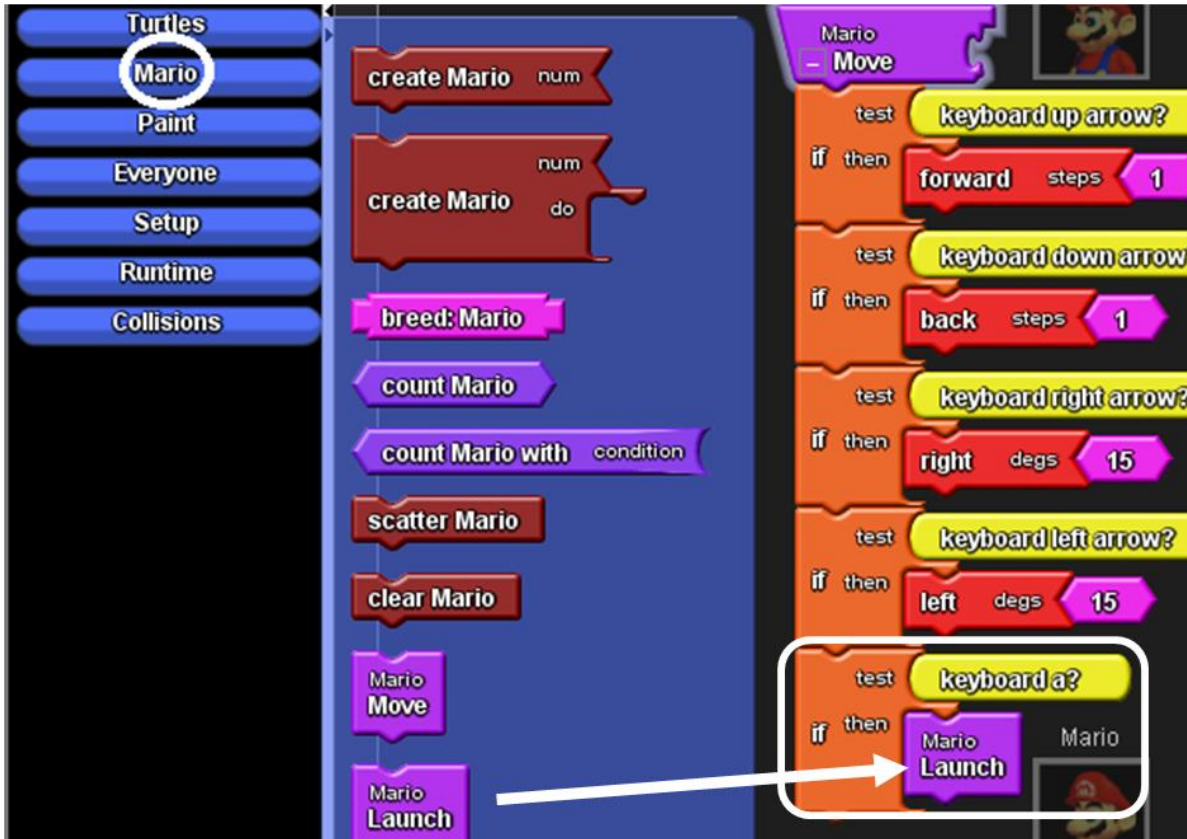 Turtles
Mario
Paint
Everyone
Setup
Runtime
Collisions
create Mario num
num
create Mario do
breed: Mario
count Mario
count Mario with condition
scatter Mario
clear Mario
Mario
Move
Mario
Launch
Mario
– Move
test keyboard up arrow?
if then
forward steps 1
test keyboard down arrow
if then
back steps 1
test keyboard right arrow?
if then
right degs 15
test keyboard left arrow?
if then
left degs 15
test keyboard a?
if then
Mario
Launch
Mario